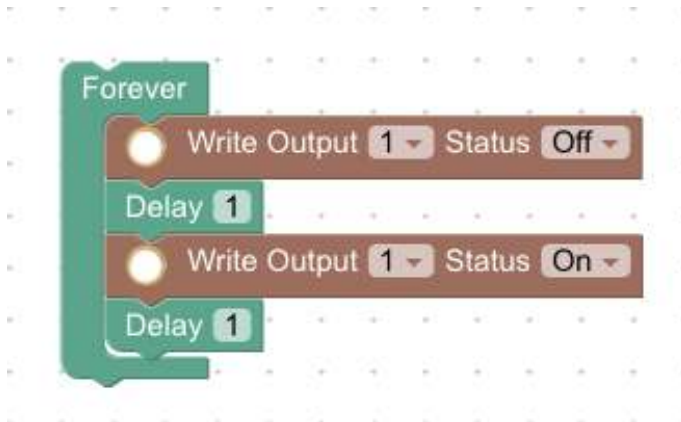 Forever
Write Output 1 Status Off
Delay 1
Write Output 1 Status On
Delay 1